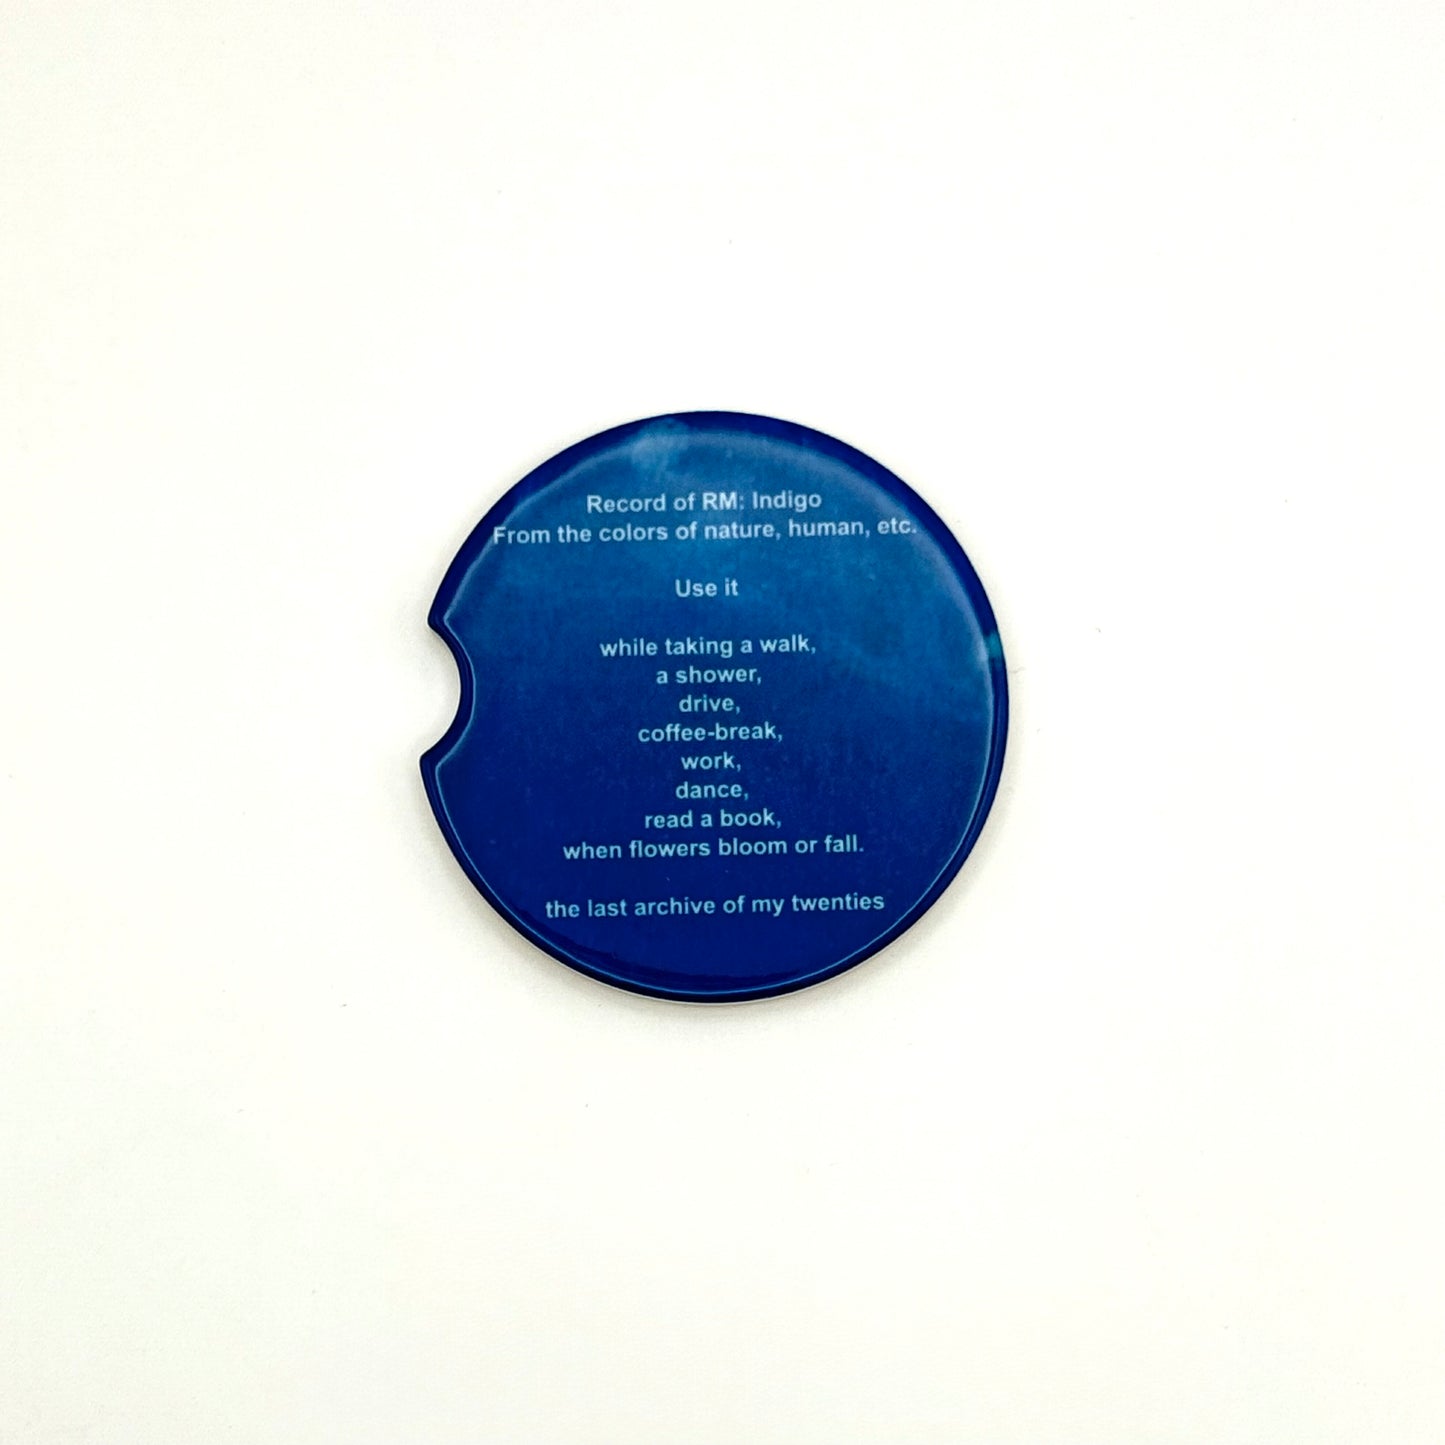 Record of RM: Indigo
From the colors of nature, human, etc.
Use it
while taking a walk,
a shower,
drive,
coffee-break,
work,
dance,
read a book,
when flowers bloom or fall.
the last archive of my twenties